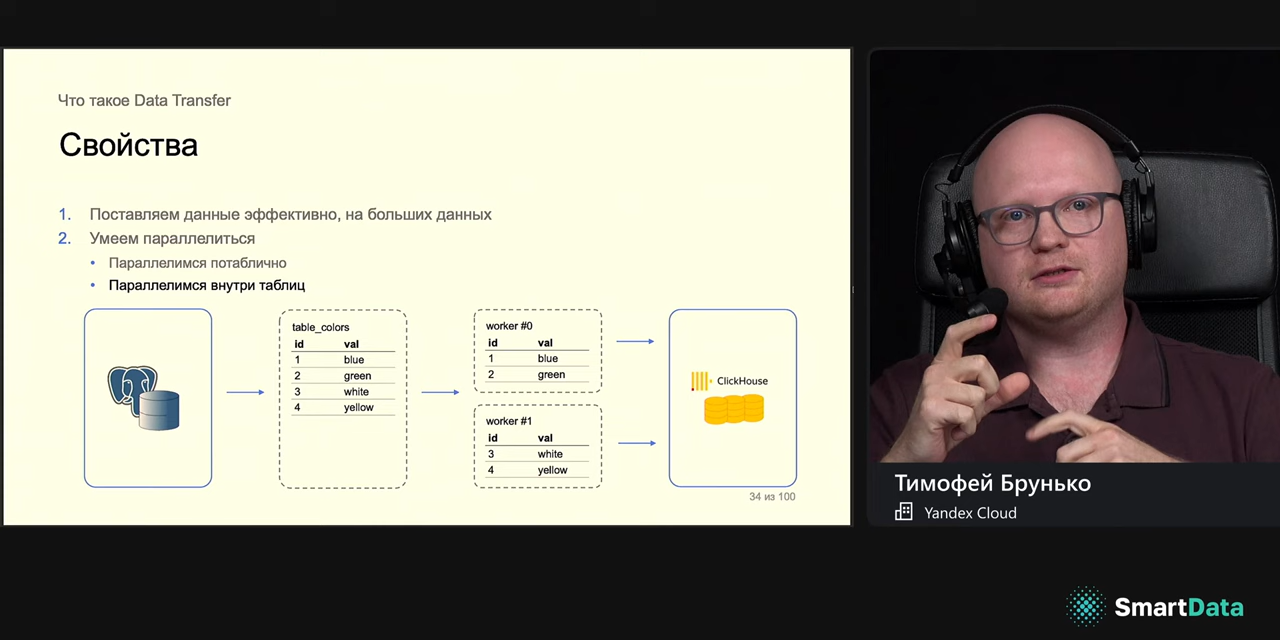 Что такое Data Transfer
Свойства
1. Поставляем данные эффективно, на больших данных
2. Умеем параллелиться
• Параллелимся потаблично
• Параллелимся внутри таблиц
table_colors
id val
1 blue
2 green
3 white
4 yellow
worker #0
id val
1 blue
2 green
worker #1
id val
3 white
4 yellow
ClickHouse
34 из 100
Тимофей Брунько
Yandex Cloud
SmartData